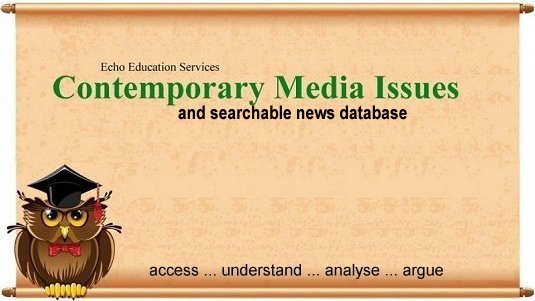 Echo Education Services
Contemporary Media Issues
and searchable news database
access ... understand ... analyse ... argue